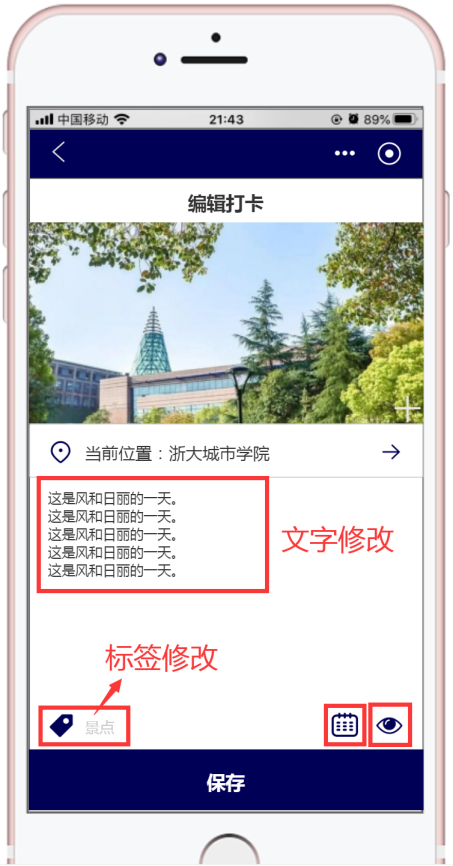 中国移动
21:43
89%
编辑打卡
当前位置：浙大城市学院
这是风和日丽的一天。
这是风和日丽的一天。
这是风和日丽的一天。
这是风和日丽的一天。
这是风和日丽的一天。
文字修改
标签修改
景点
保存